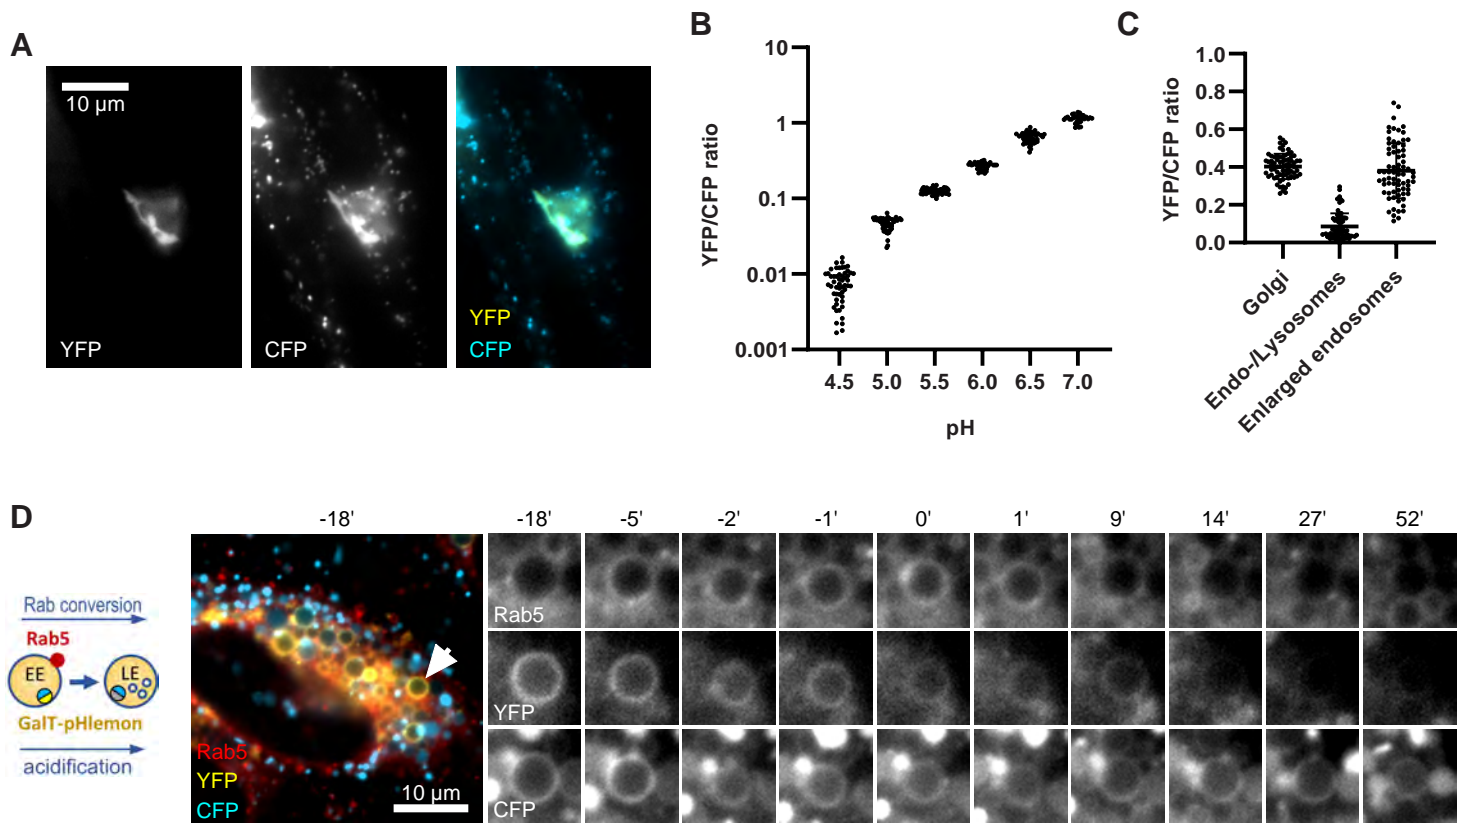 A
10 µm
YFP
CFP
YFP
CFP
B
YFP/CFP ratio
10
1
0.1
0.01
0.001
4.5 5.0 5.5 6.0 6.5 7.0
pH
C
YFP/CFP ratio
1.0
0.8
0.6
0.4
0.2
0.0
Golgi
Endo-/Lysosomes
Enlarged endosomes
D
Rab conversion
Rab5
EE LE
GalT-pHlemon
acidification
-18'
Rab5
YFP
CFP
10 µm
-18' -5' -2' -1' 0' 1' 9' 14' 27' 52'
Rab5
YFP
CFP